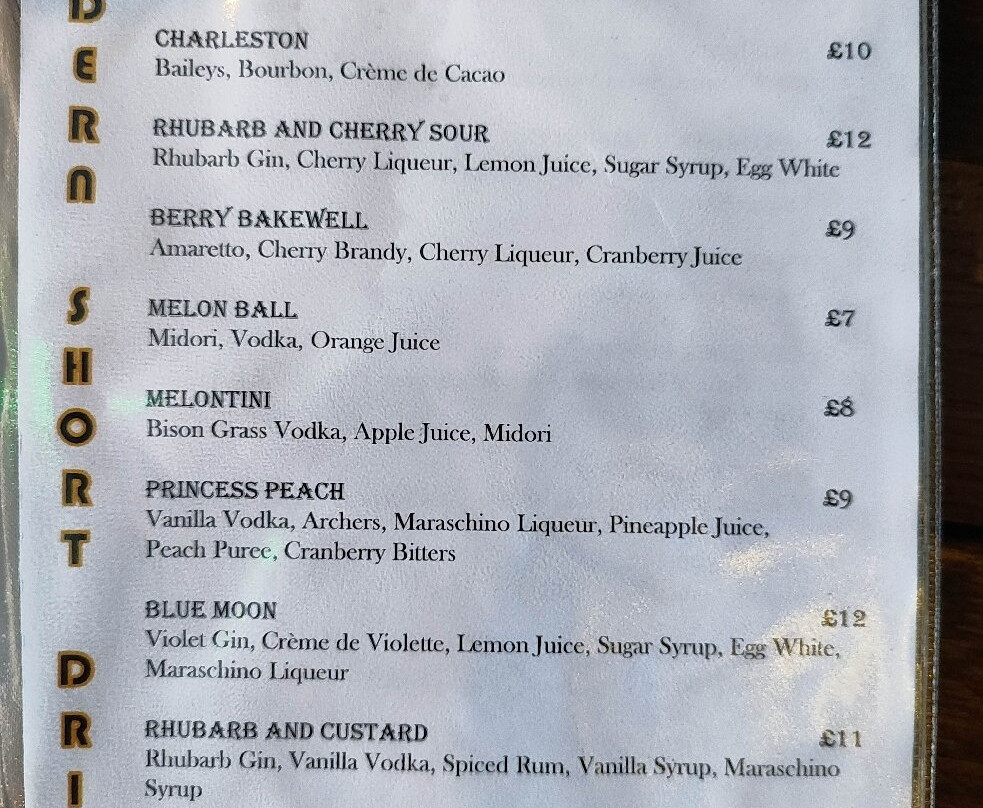 DERN SHORT DRI
CHARLESTON £10
Baileys, Bourbon, Crème de Cacao
RHUBARB AND CHERRY SOUR £12
Rhubarb Gin, Cherry Liqueur, Lemon Juice, Sugar Syrup, Egg White
BERRY BAKEWELL £9
Amaretto, Cherry Brandy, Cherry Liqueur, Cranberry Juice
MELON BALL £7
Midori, Vodka, Orange Juice
MELONTINI £8
Bison Grass Vodka, Apple Juice, Midori
PRINCESS PEACH £9
Vanilla Vodka, Archers, Maraschino Liqueur, Pineapple Juice,
Peach Puree, Cranberry Bitters
BLUE MOON £12
Violet Gin, Crème de Violette, Lemon Juice, Sugar Syrup, Egg White,
Maraschino Liqueur
RHUBARB AND CUSTARD £11
Rhubarb Gin, Vanilla Vodka, Spiced Rum, Vanilla Syrup, Maraschino
Syrup